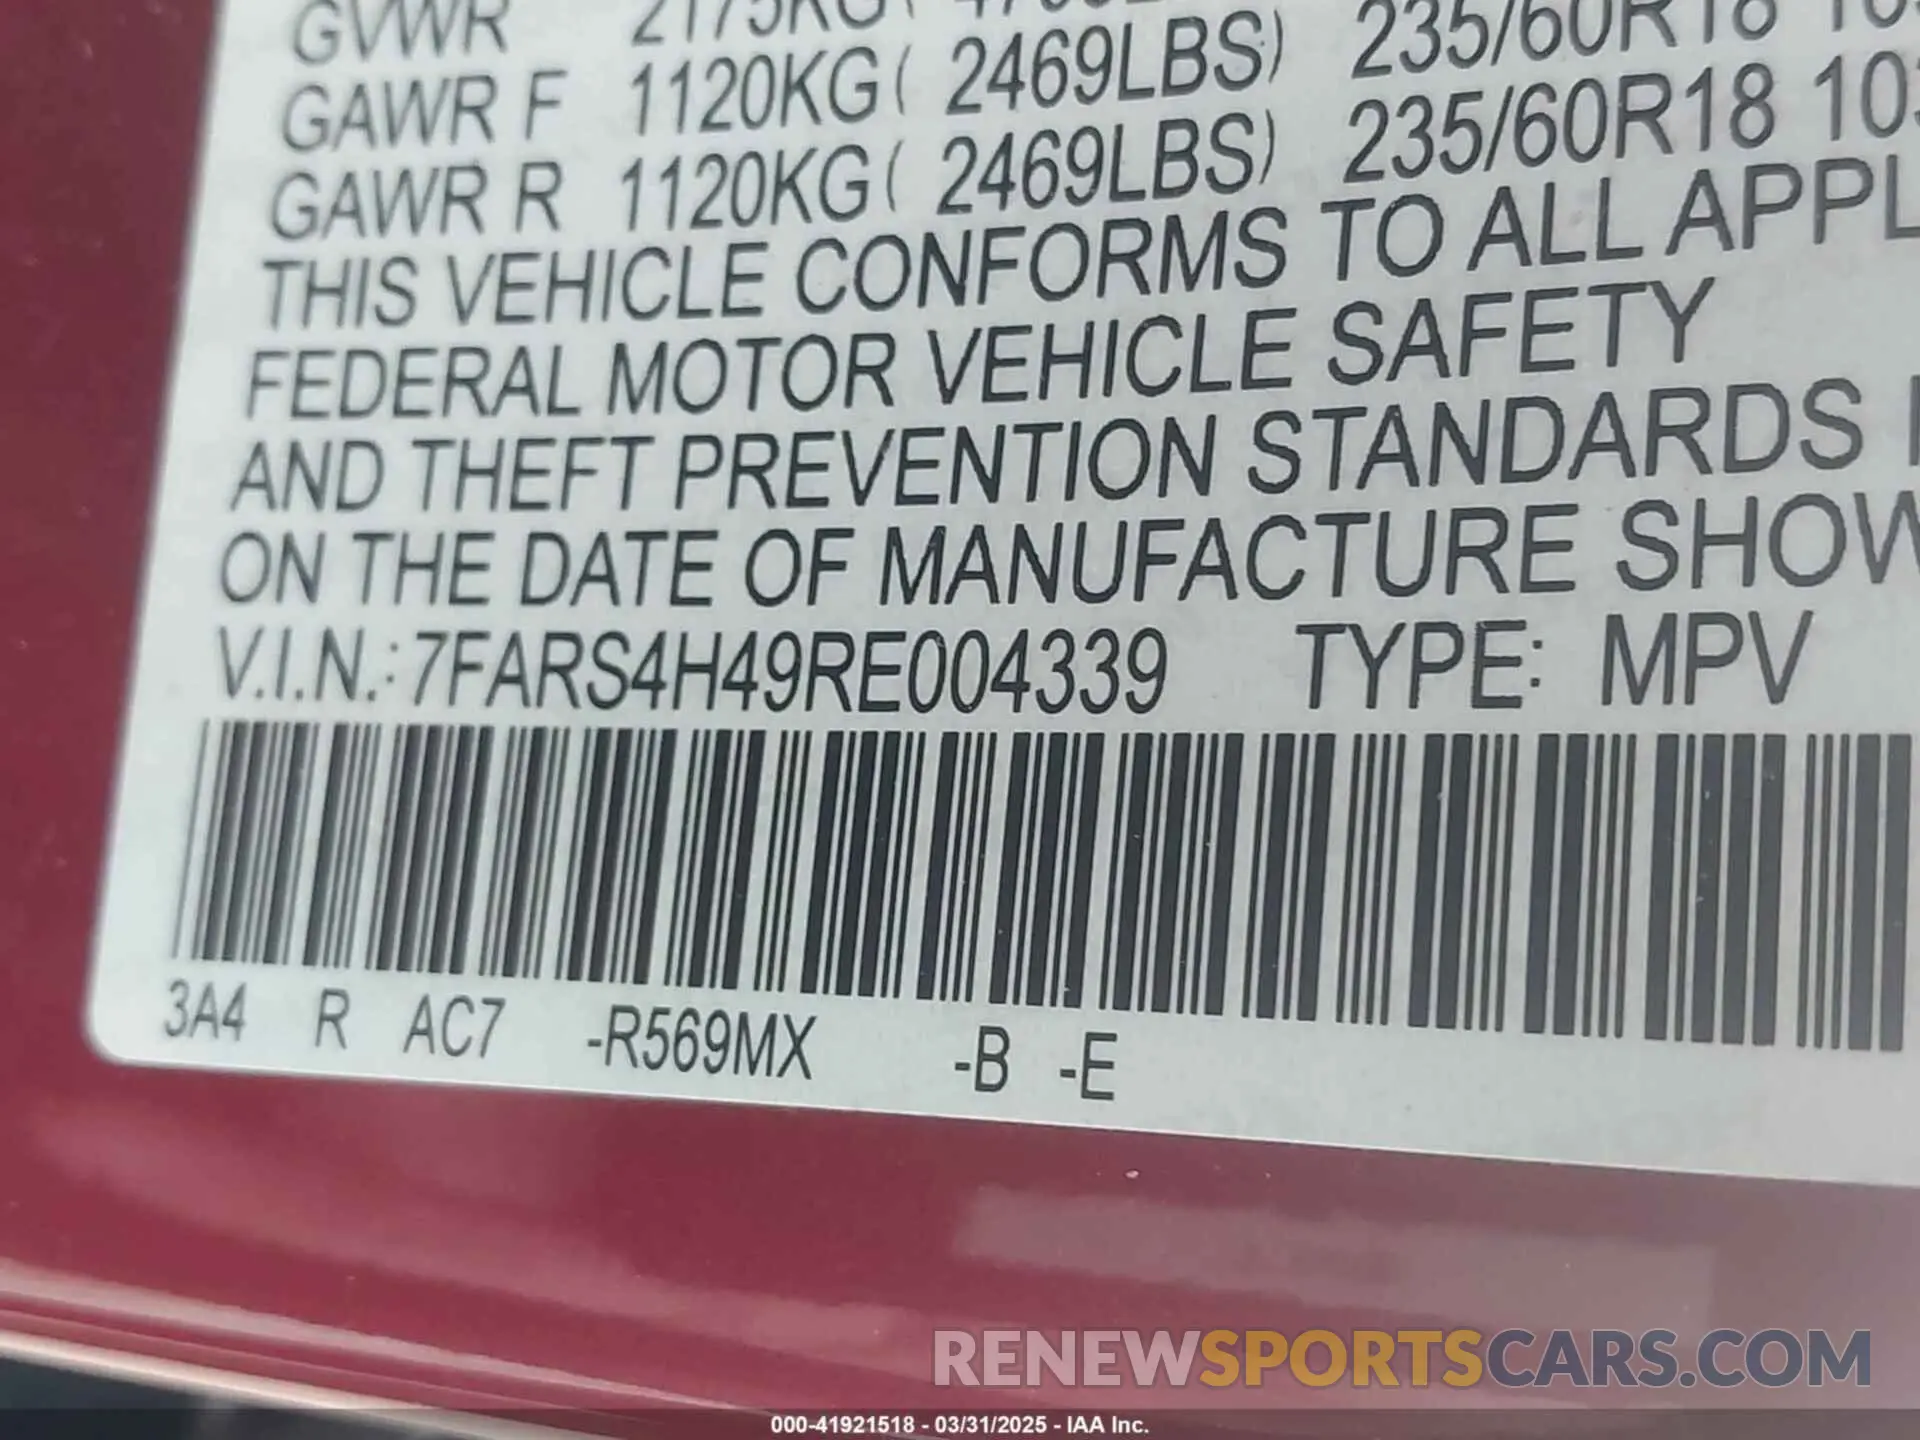 GVWR 2175KG(
GAWR F 1120KG( 2469LBS) 235/60R18
GAWR R 1120KG( 2469LBS) 235/60R18
THIS VEHICLE CONFORMS TO ALL
FEDERAL MOTOR VEHICLE SAFETY
AND THEFT PREVENTION STANDARDS
ON THE DATE OF MANUFACTURE
V.I.N.:7FARS4H49RE004339 TYPE: MPV
3A4 R AC7 -R569MX -B -E
RENEWSPORTSCARS.COM
000-41921518 - 03/31/2025 - IAA Inc.